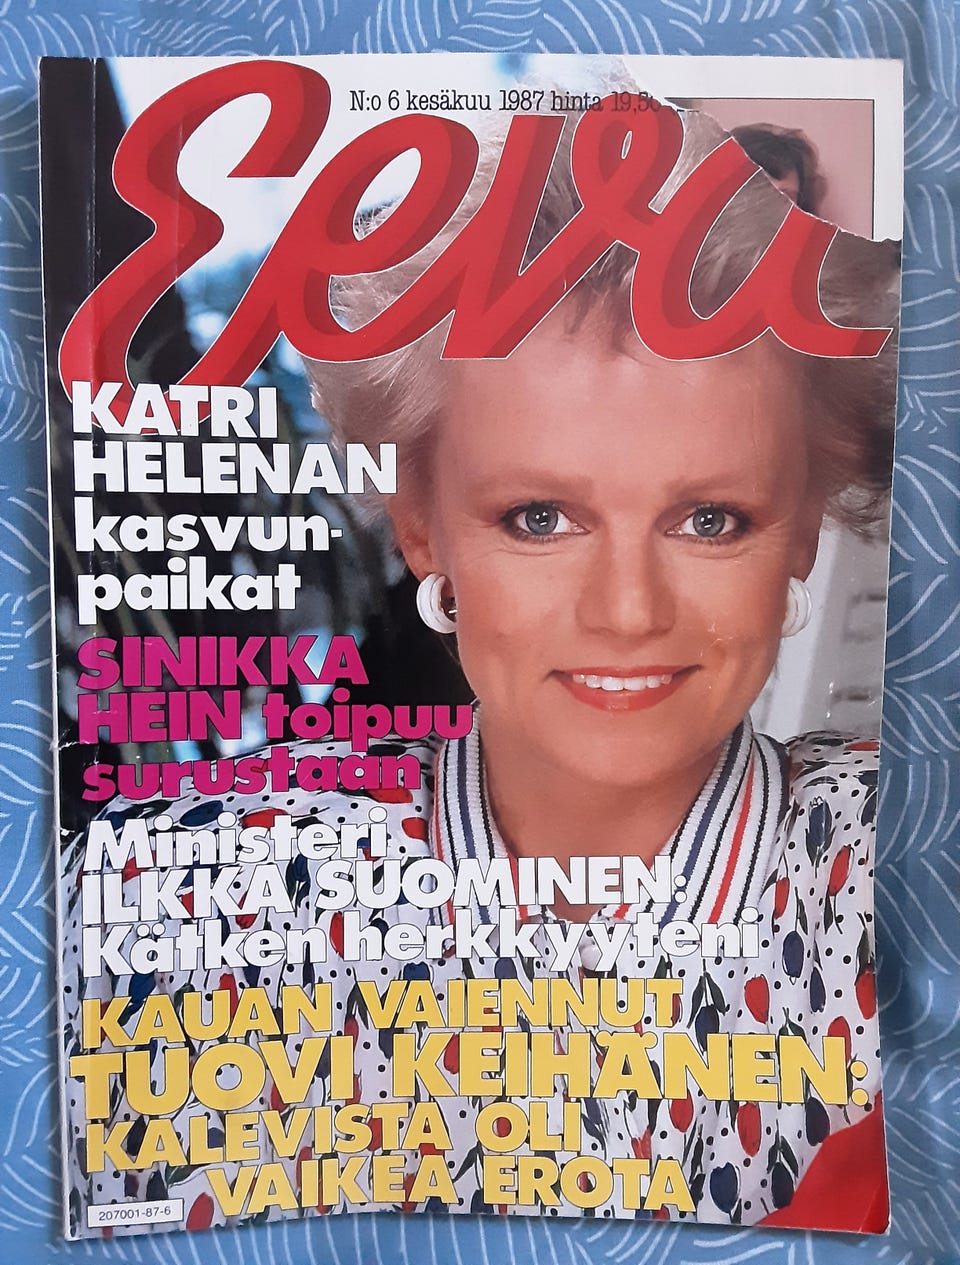 N:o 6 kesäkuu 1987 hinta 19,50
Eeva
KATRI
HELENAN
kasvun-
paikat
SINIKKA
HEIN toipuu
surustaan
Ministeri
ILKKA SUOMINEN:
Kätken herkkyyteni
KAUAN VAIENNUT
TUOVI KEIHÄNEN:
KALEVISTA OLI
VAIKEA EROTA
207001-87-6